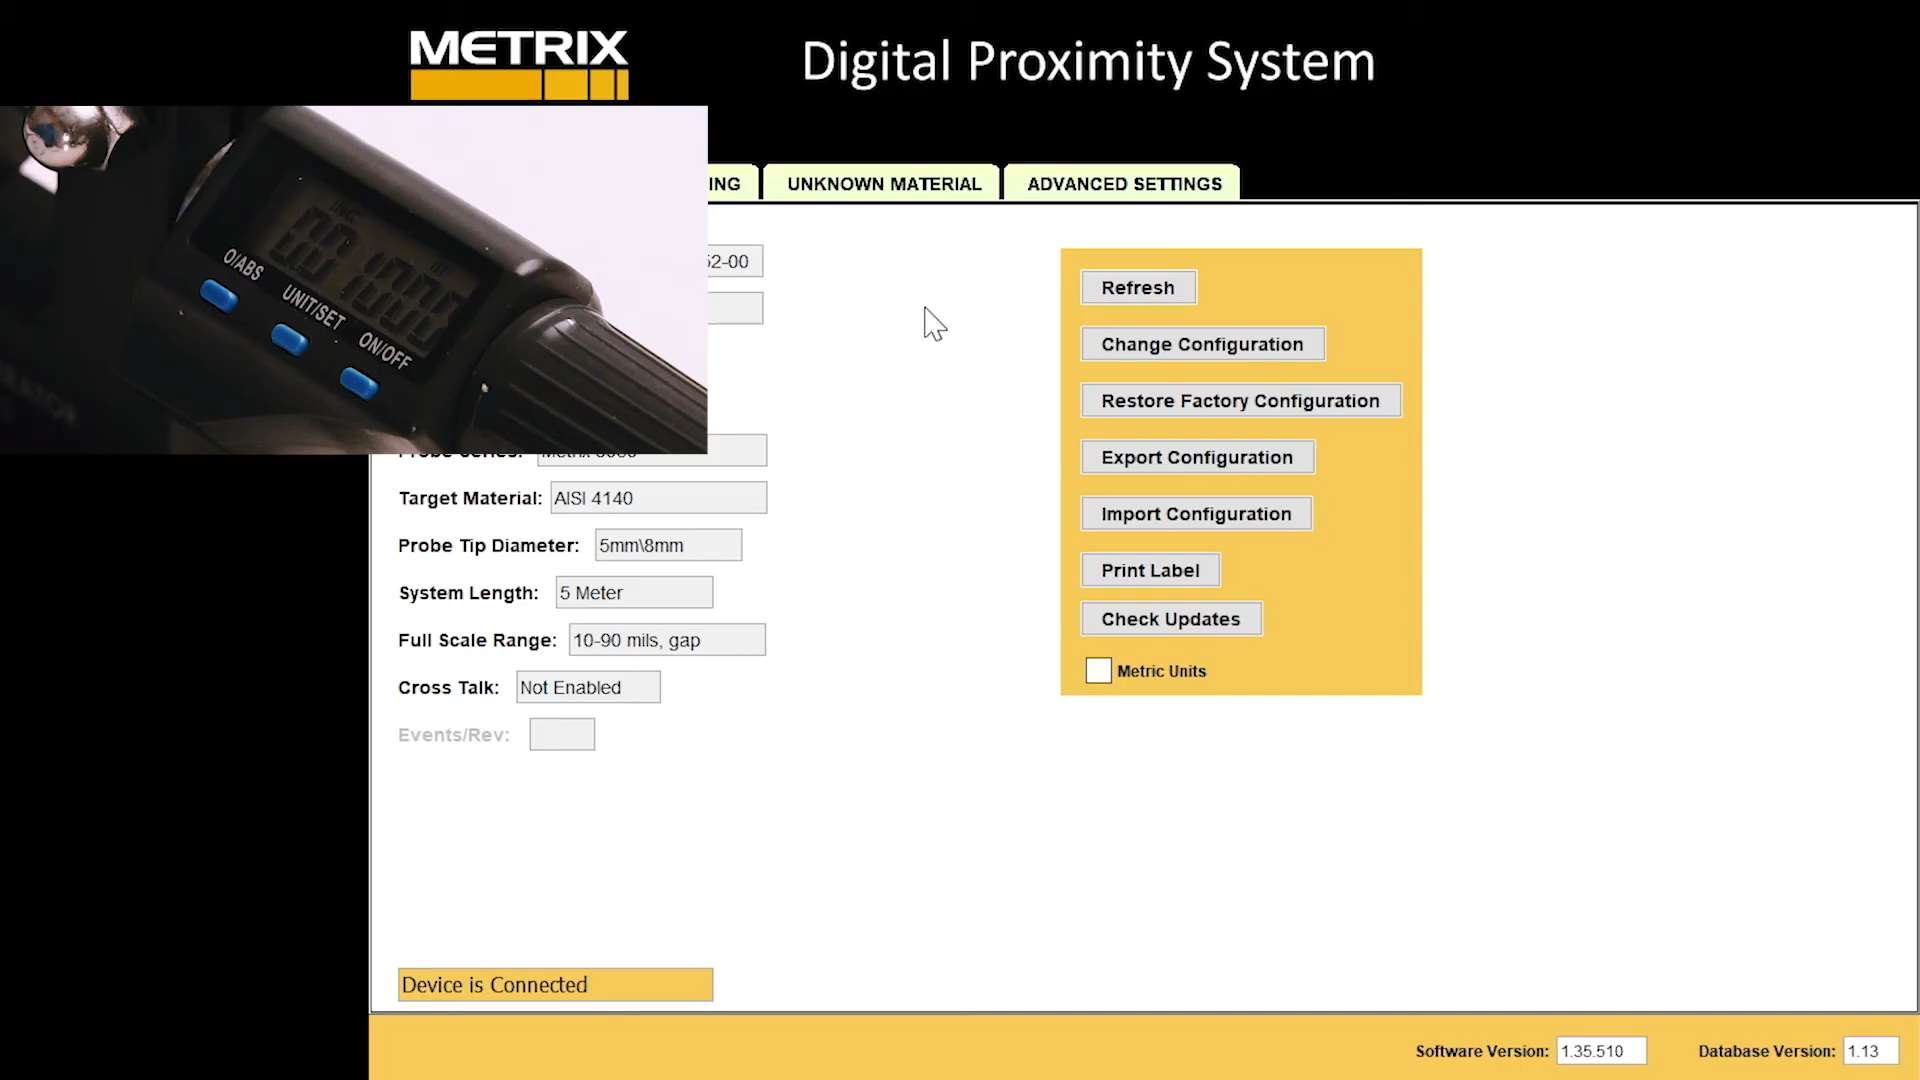 METRIX
Digital Proximity System
ING
UNKNOWN MATERIAL
ADVANCED SETTINGS
INC
O/ABS
UNIT/SET
ON/OFF
52-00
Target Material: AISI 4140
Probe Tip Diameter: 5mm\8mm
System Length: 5 Meter
Full Scale Range: 10-90 mils, gap
Cross Talk: Not Enabled
Events/Rev:
Refresh
Change Configuration
Restore Factory Configuration
Export Configuration
Import Configuration
Print Label
Check Updates
Metric Units
Device is Connected
Software Version: 1.35.510
Database Version: 1.13